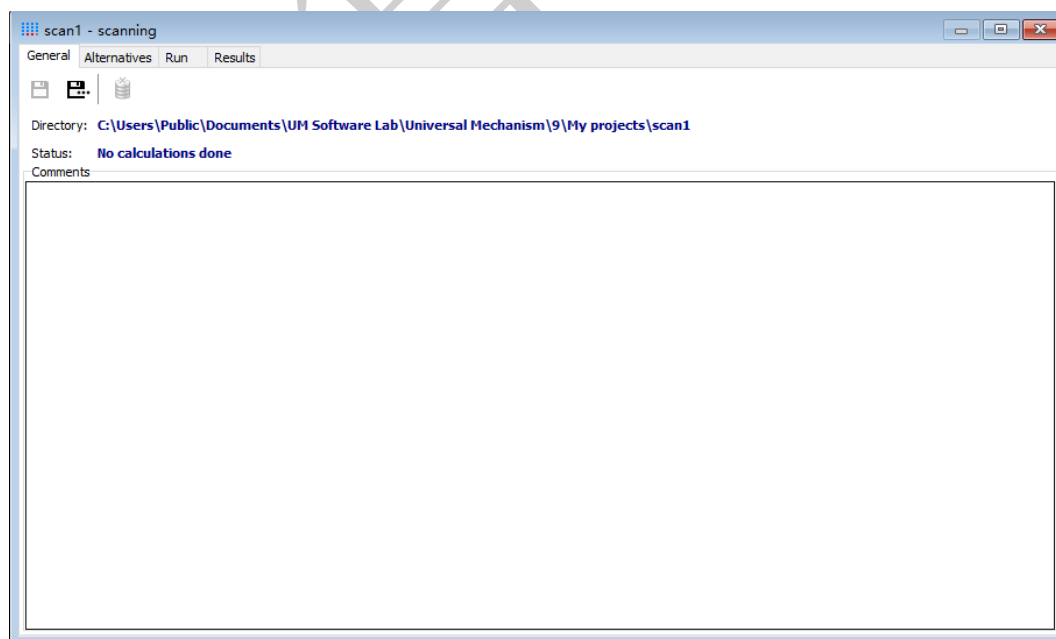 scan1 - scanning
General Alternatives Run Results
Directory: C:\Users\Public\Documents\UM Software Lab\Universal Mechanism\9\My projects\scan1
Status: No calculations done
Comments